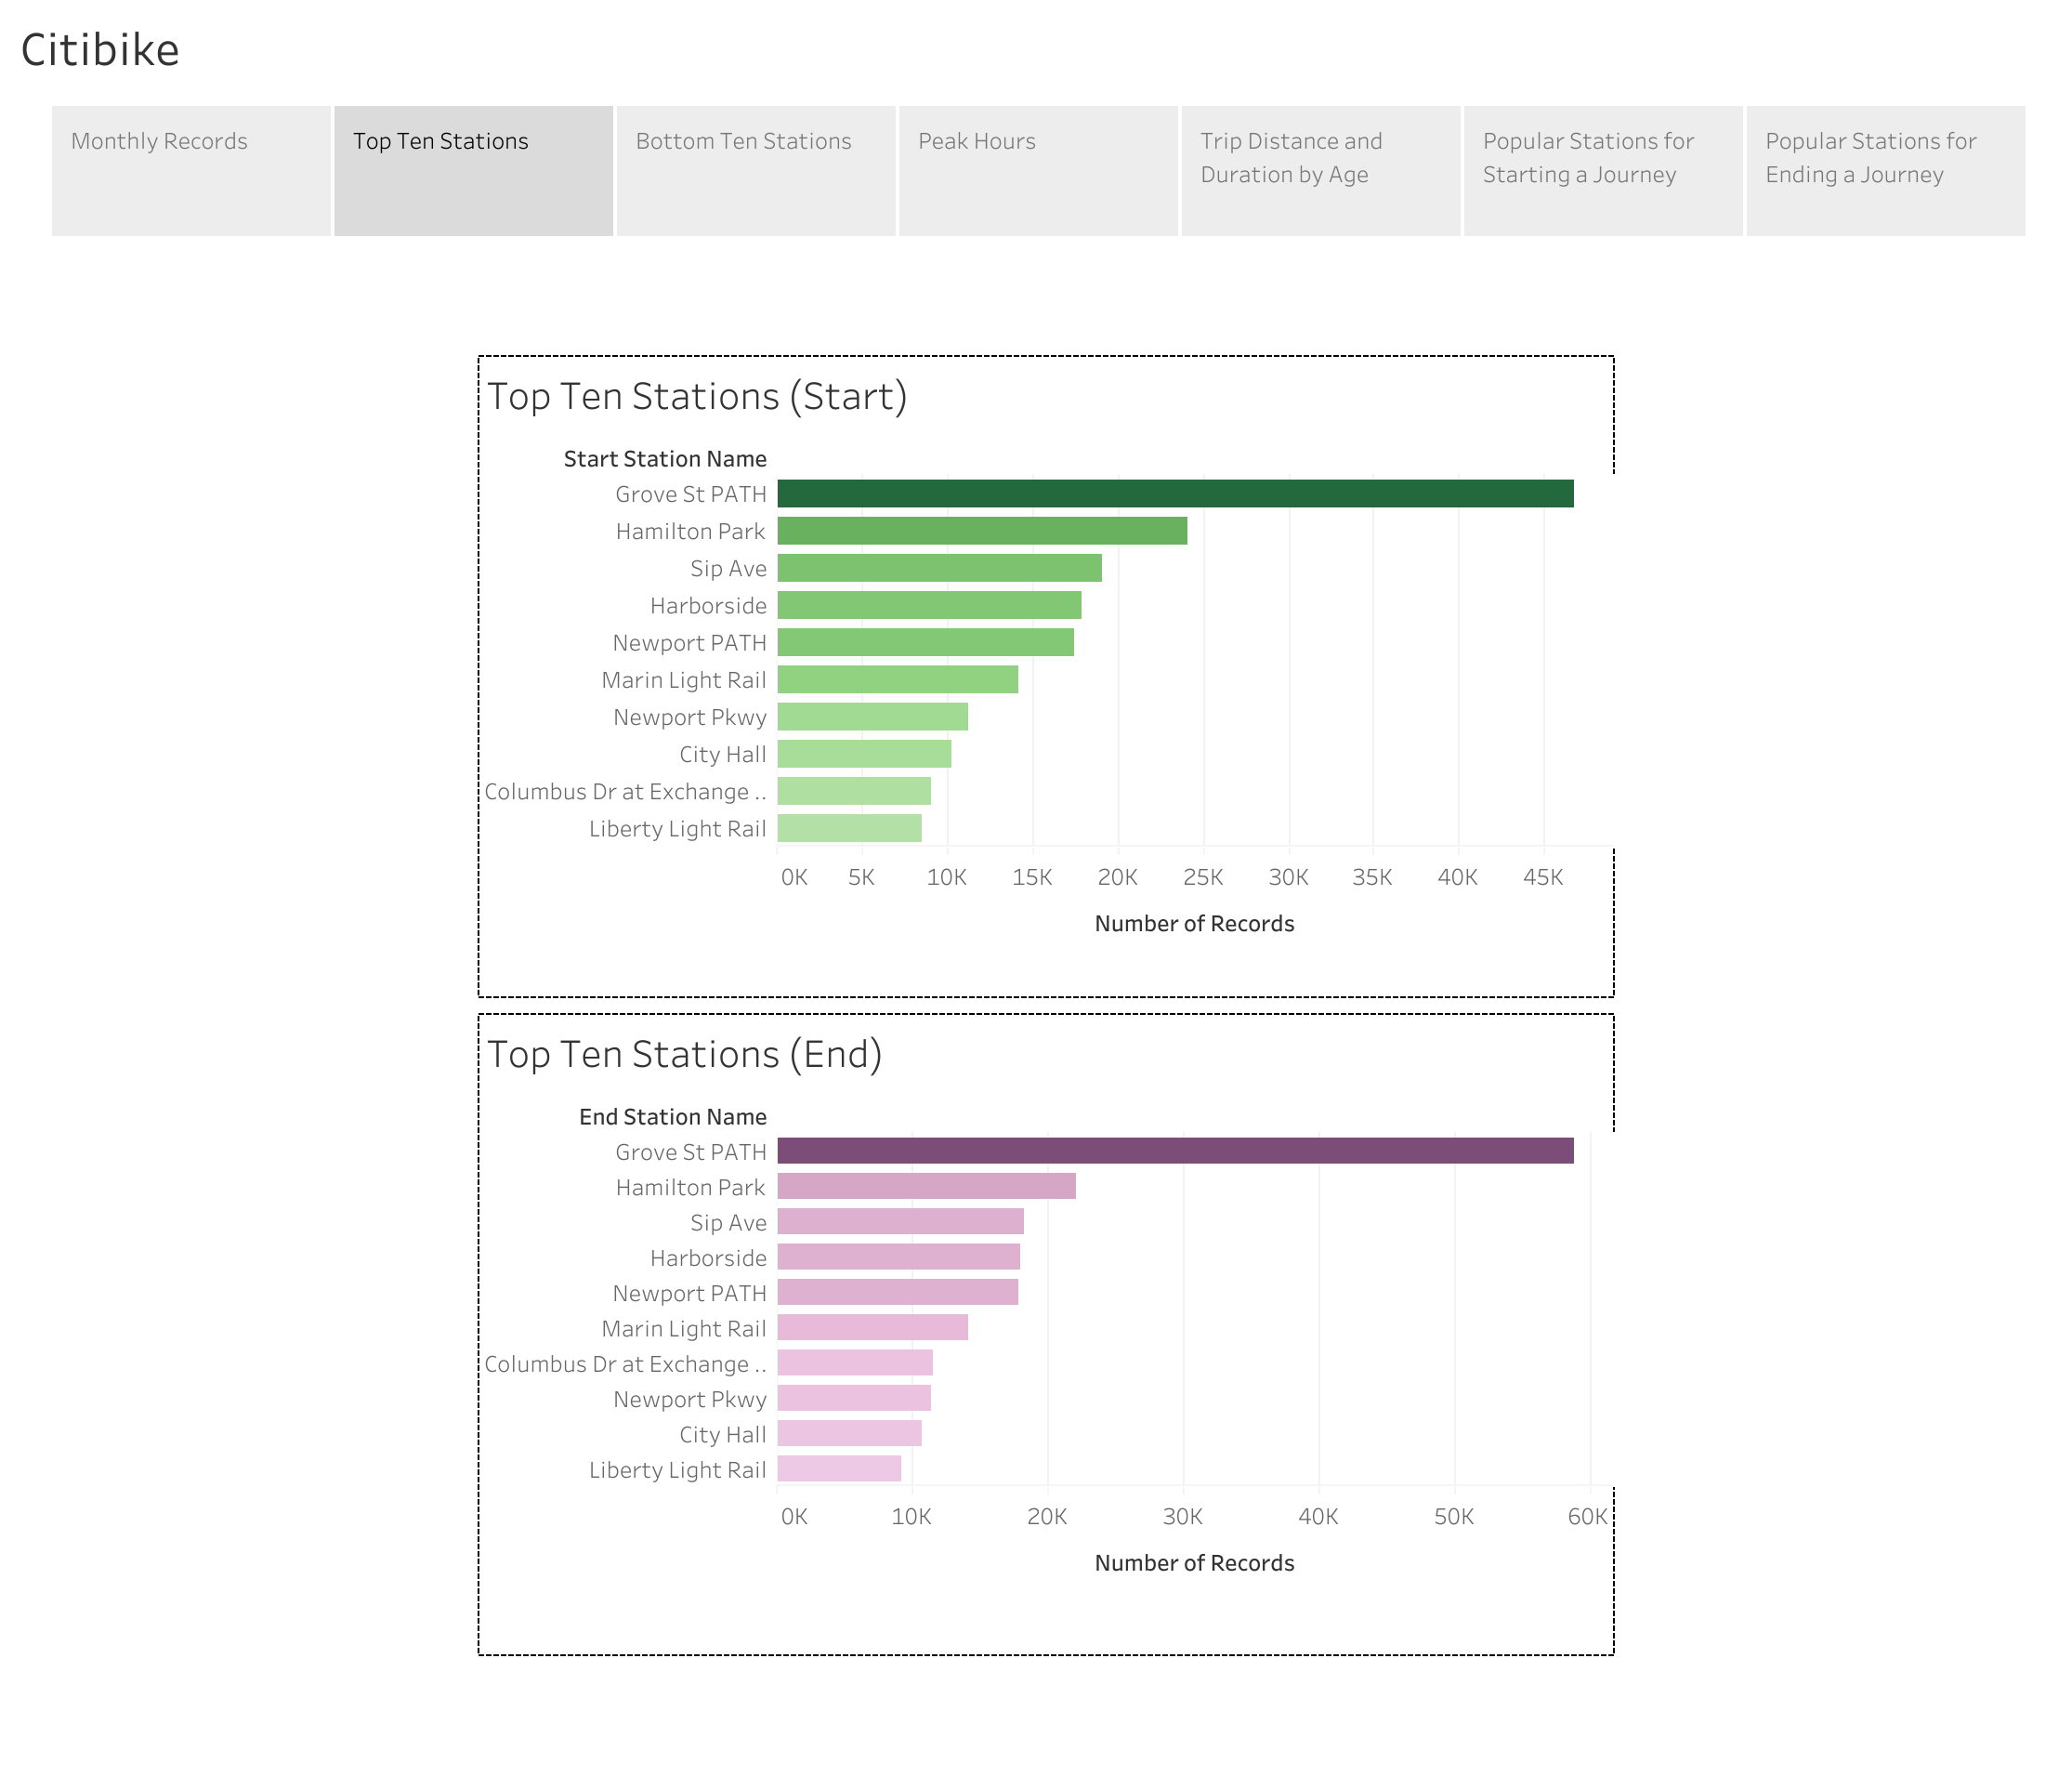 Citibike
Monthly Records
Top Ten Stations
Bottom Ten Stations
Peak Hours
Trip Distance and
Duration by Age
Popular Stations for
Starting a Journey
Popular Stations for
Ending a Journey
Top Ten Stations (Start)
Start Station Name
Grove St PATH
Hamilton Park
Sip Ave
Harborside
Newport PATH
Marin Light Rail
Newport Pkwy
City Hall
Columbus Dr at Exchange ..
Liberty Light Rail
0K 5K 10K 15K 20K 25K 30K 35K 40K 45K
Number of Records
Top Ten Stations (End)
End Station Name
Grove St PATH
Hamilton Park
Sip Ave
Harborside
Newport PATH
Marin Light Rail
Columbus Dr at Exchange ..
Newport Pkwy
City Hall
Liberty Light Rail
0K 10K 20K 30K 40K 50K 60K
Number of Records